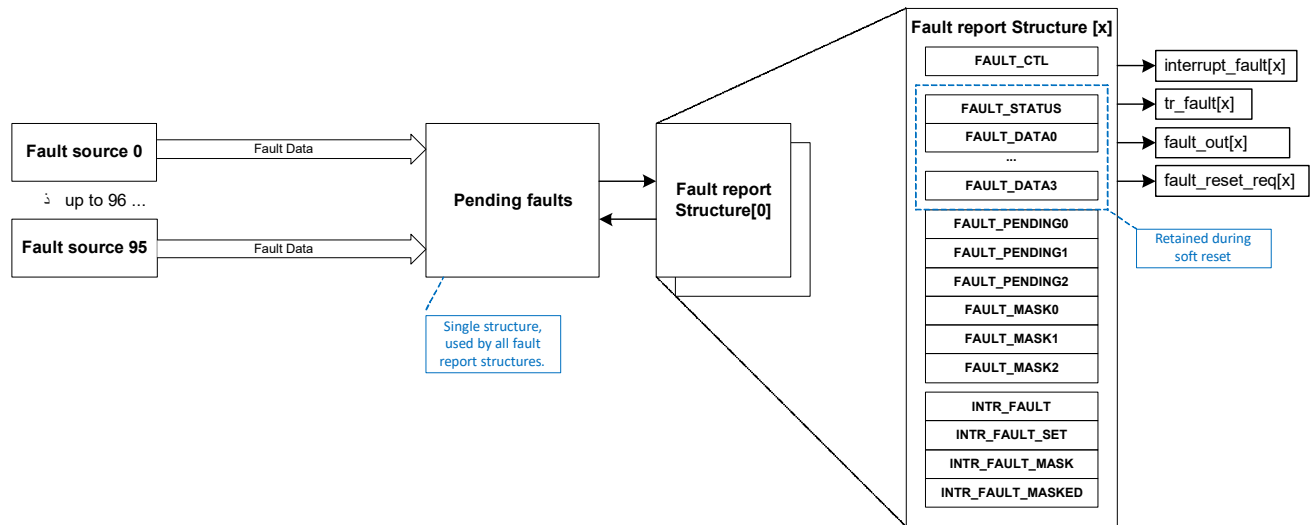 Fault report Structure [x]
FAULT_CTL
interrupt_fault[x]
FAULT_STATUS
tr_fault[x]
FAULT_DATA0
fault_out[x]
...
FAULT_DATA3
fault_reset_req[x]
Fault source 0
Fault Data
ذ up to 96 ...
Fault source 95
Fault Data
Pending faults
Fault report
Structure[0]
FAULT_PENDING0
FAULT_PENDING1
FAULT_PENDING2
FAULT_MASK0
FAULT_MASK1
FAULT_MASK2
Retained during
soft reset
Single structure,
used by all fault
report structures.
INTR_FAULT
INTR_FAULT_SET
INTR_FAULT_MASK
INTR_FAULT_MASKED